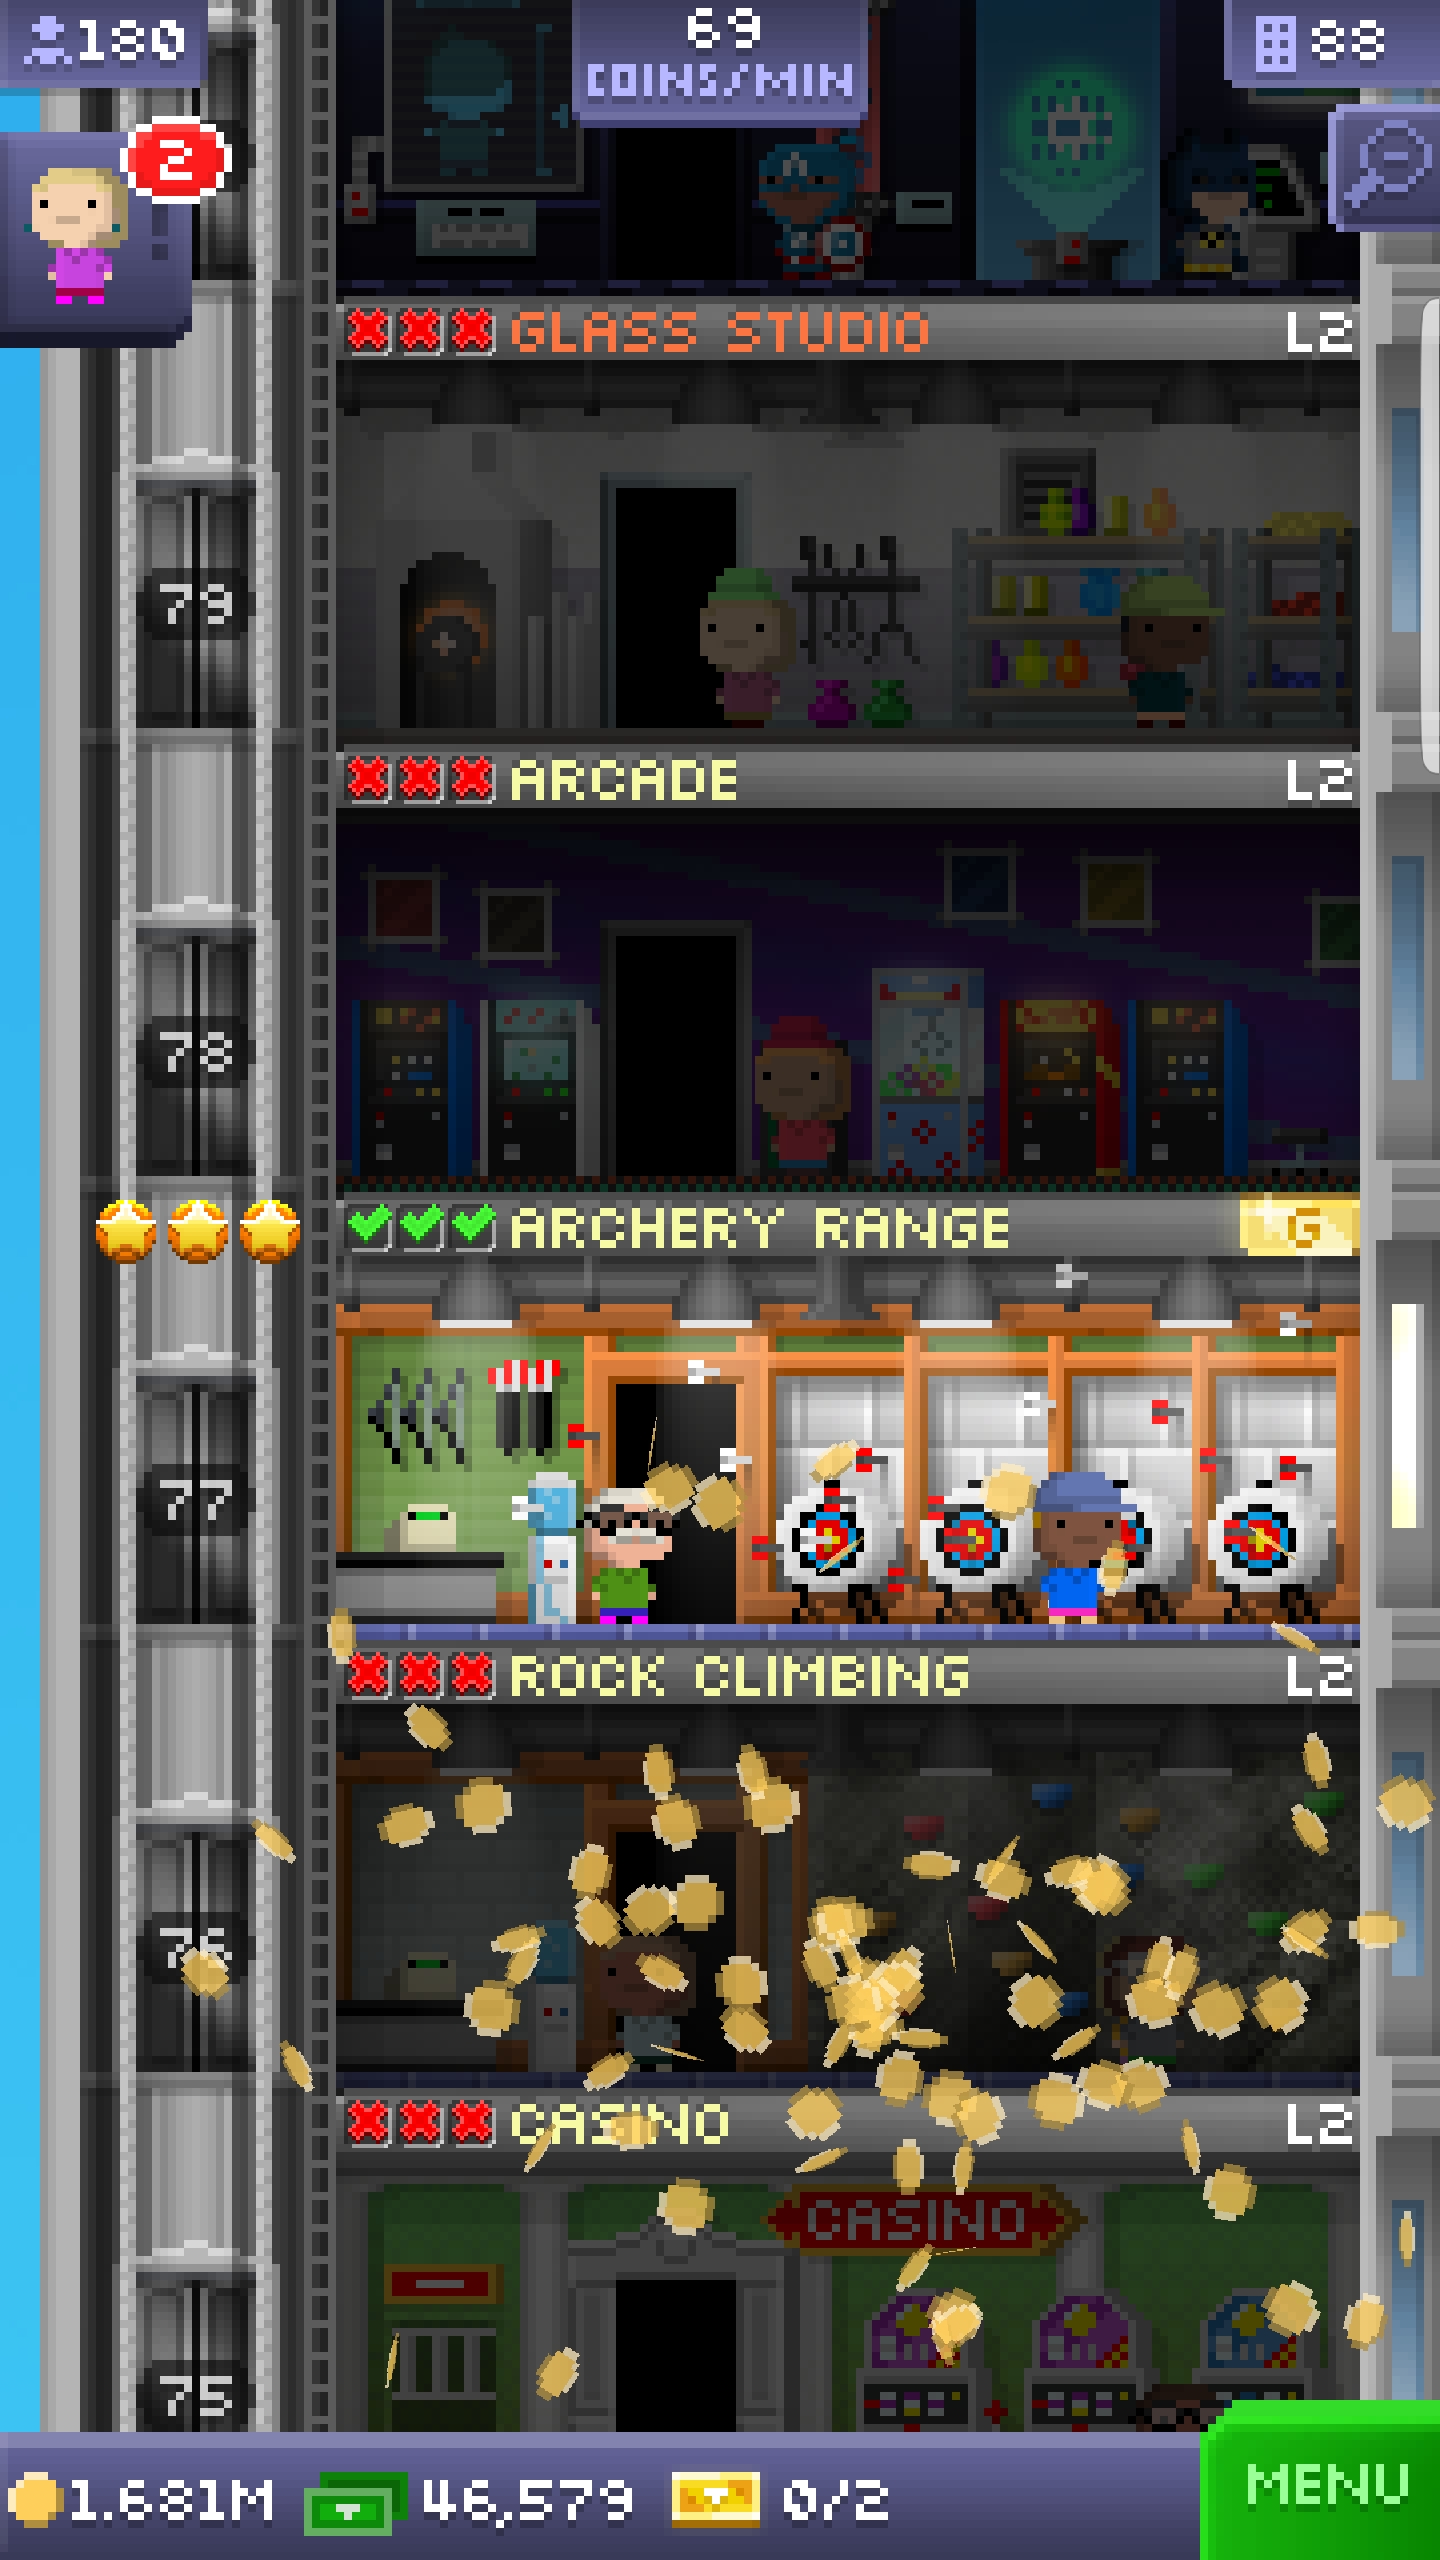 180
69
COINS/MIN
88
2
GLASS STUDIO L2
79
ARCADE L2
78
ARCHERY RANGE G
77
ROCK CLIMBING L2
76
CASINO L2
CASINO
75
1.681M 46,579 0/2
MENU